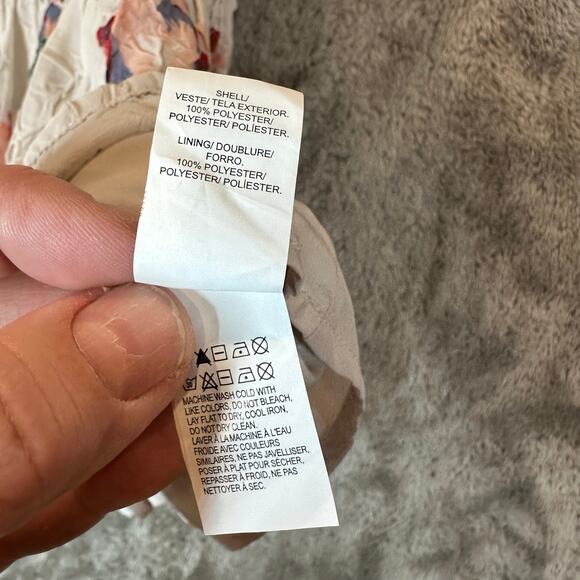 SHELL/
VESTE/ TELA EXTERIOR.
100% POLYESTER/
POLYESTER/ POLÍESTER.
LINING/ DOUBLURE/
FORRO.
100% POLYESTER/
POLYESTER/ POLÍESTER.
MACHINE WASH COLD WITH
LIKE COLORS, DO NOT BLEACH,
LAY FLAT TO DRY, COOL IRON,
DO NOT DRY CLEAN.
LAVER À LA MACHINE À L'EAU
FROIDE AVEC COULEURS
SIMILAIRES, NE PAS JAVELLISER,
POSER À PLAT POUR SÉCHER,
REPASSER À FROID, NE PAS
NETTOYER À SEC.